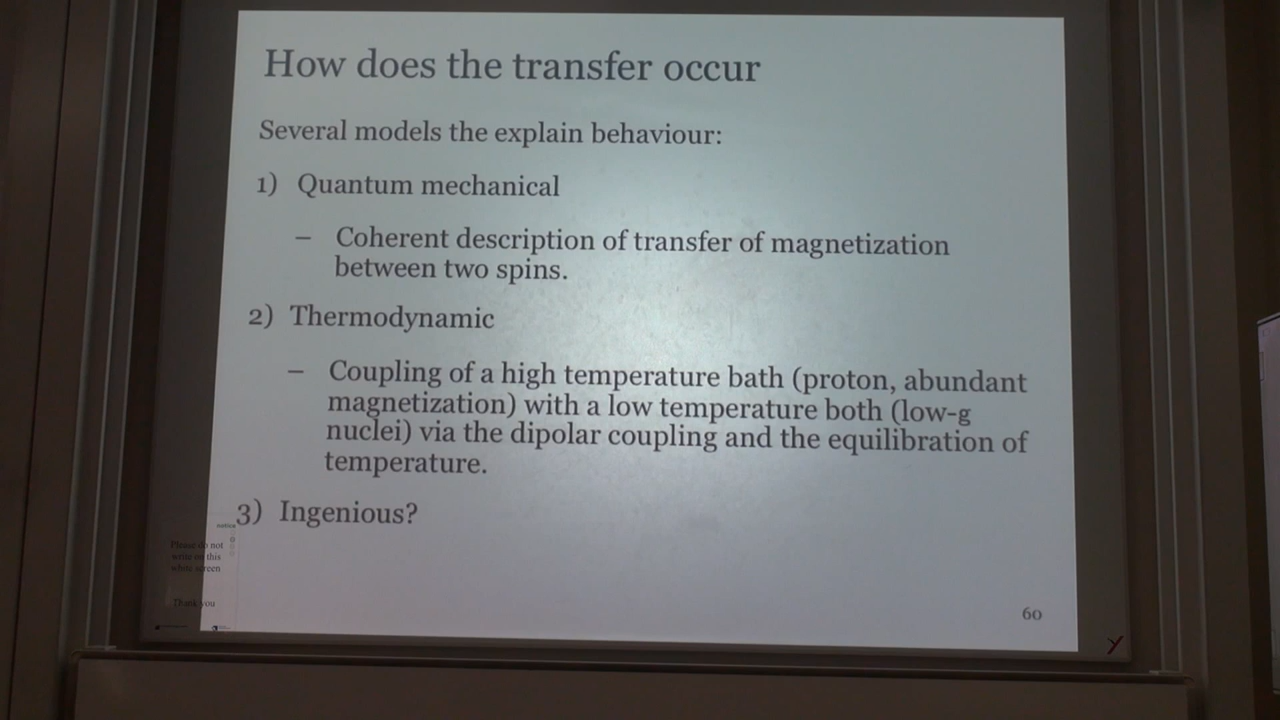 How does the transfer occur
Several models the explain behaviour:
1) Quantum mechanical
– Coherent description of transfer of magnetization
between two spins.
2) Thermodynamic
– Coupling of a high temperature bath (proton, abundant
magnetization) with a low temperature both (low-g
nuclei) via the dipolar coupling and the equilibration of
temperature.
3) Ingenious?
notice
Please do not
write on this
white screen
Thank you
60